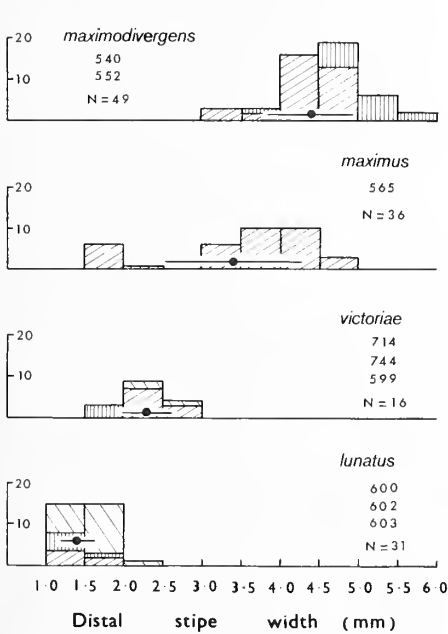 maximodivergens
20
540
10
552
N = 49
maximus
20
565
10
N = 36
victoriae
20
714
744
10
599
N = 16
lunatus
20
600
602
10
603
N = 31
1·0 1·5 2·0 2·5 3·0 3·5 4·0 4·5 5·0 5·5 6·0
Distal stipe width (mm)